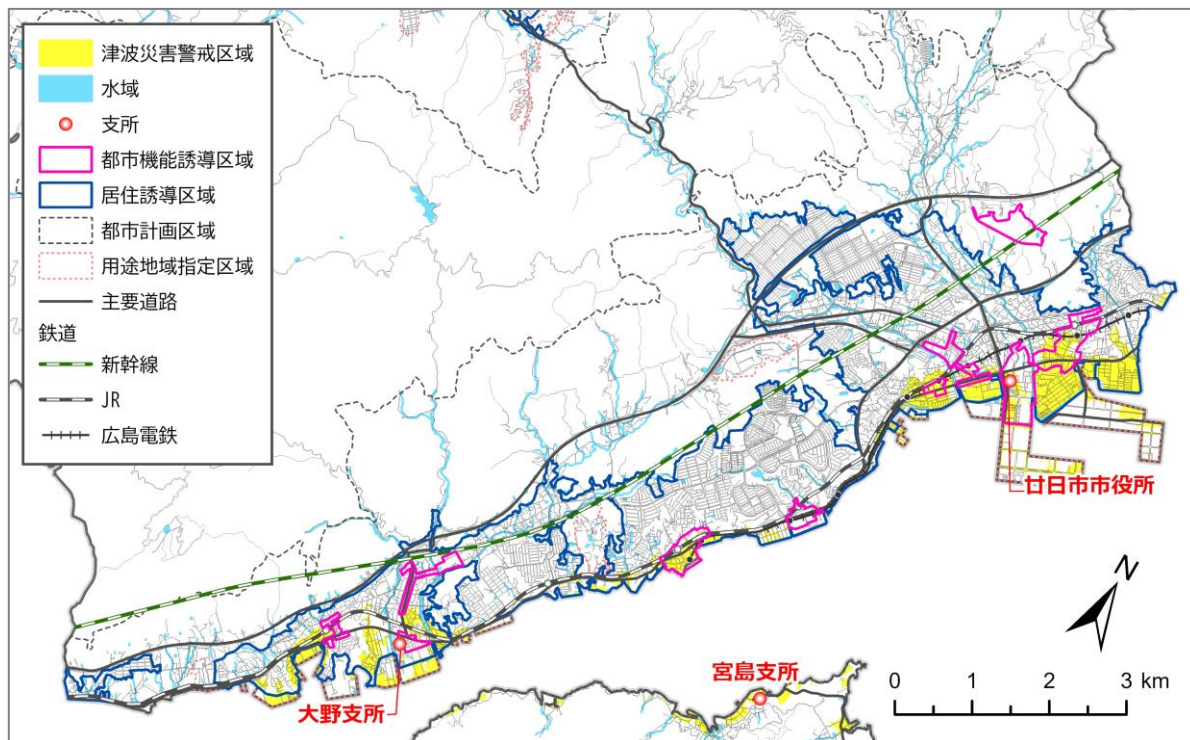 津波災害警戒区域
水域
支所
都市機能誘導区域
居住誘導区域
都市計画区域
用途地域指定区域
主要道路
鉄道
新幹線
JR
広島電鉄
廿日市市役所
N
宮島支所
大野支所
0 1 2 3 km